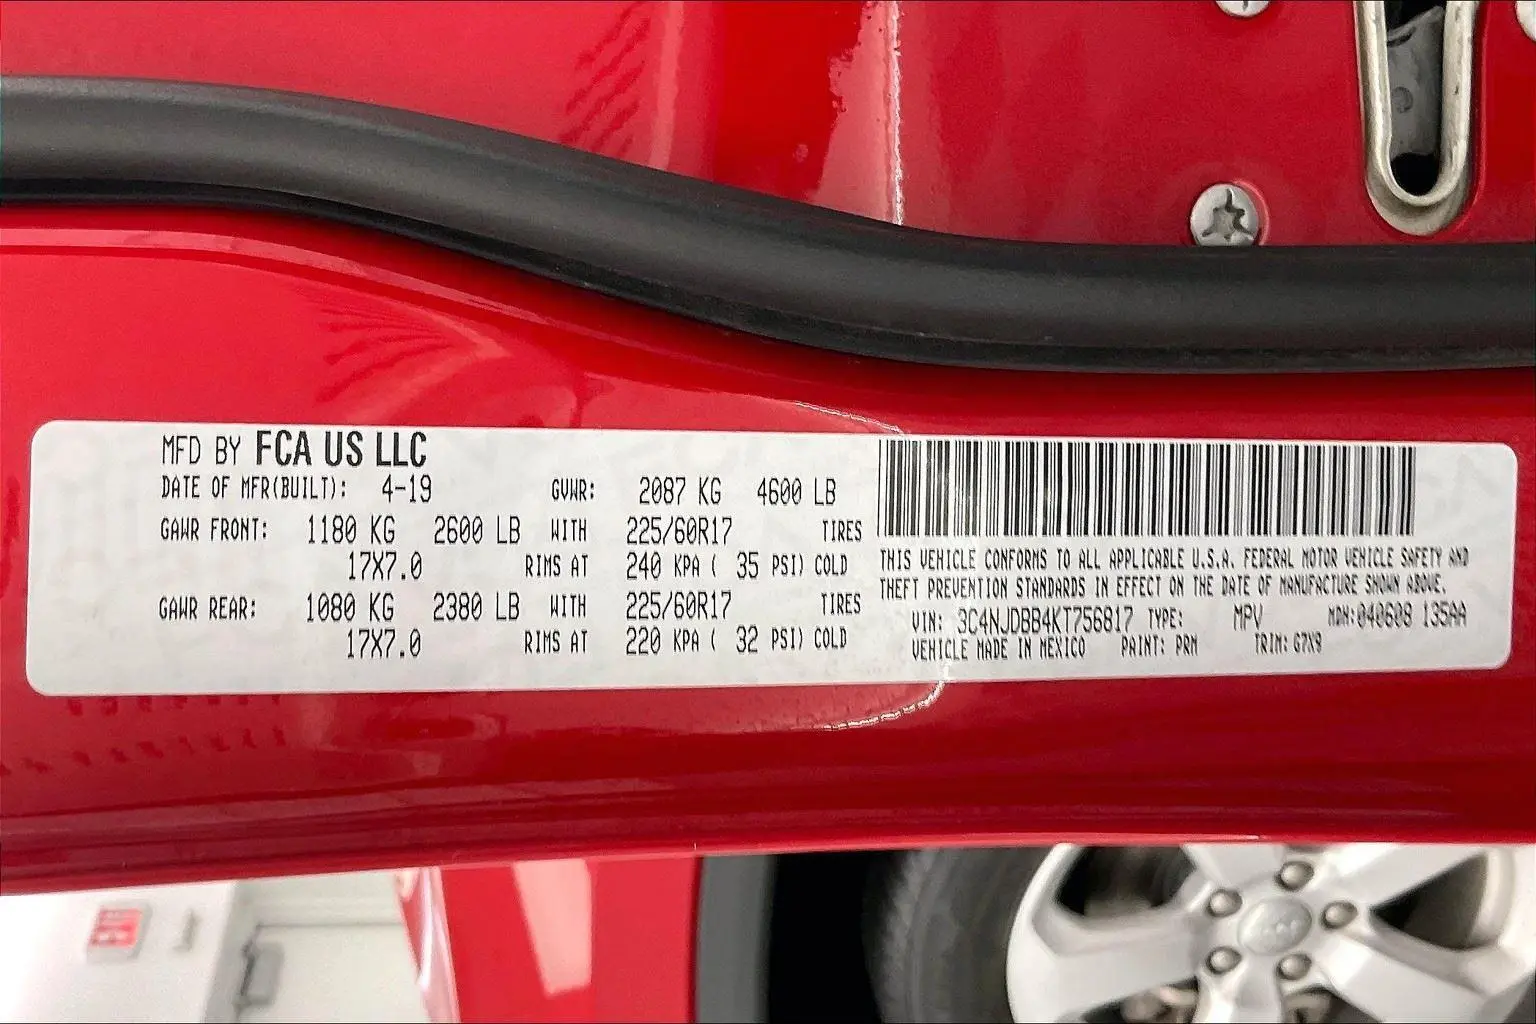 MFD BY FCA US LLC
DATE OF MFR(BUILT): 4-19 GVWR: 2087 KG 4600 LB
GAWR FRONT: 1180 KG 2600 LB WITH 225/60R17 TIRES
17X7.0 RIMS AT 240 KPA ( 35 PSI) COLD
GAWR REAR: 1080 KG 2380 LB WITH 225/60R17 TIRES
17X7.0 RIMS AT 220 KPA ( 32 PSI) COLD
THIS VEHICLE CONFORMS TO ALL APPLICABLE U.S.A. FEDERAL MOTOR VEHICLE SAFETY AND
THEFT PREVENTION STANDARDS IN EFFECT ON THE DATE OF MANUFACTURE SHOWN ABOVE.
VIN: 3C4NJDBB4KT756817 TYPE: MPV MDH:040608 135AA
VEHICLE MADE IN MEXICO PAINT: PRM TRIM: G7X9